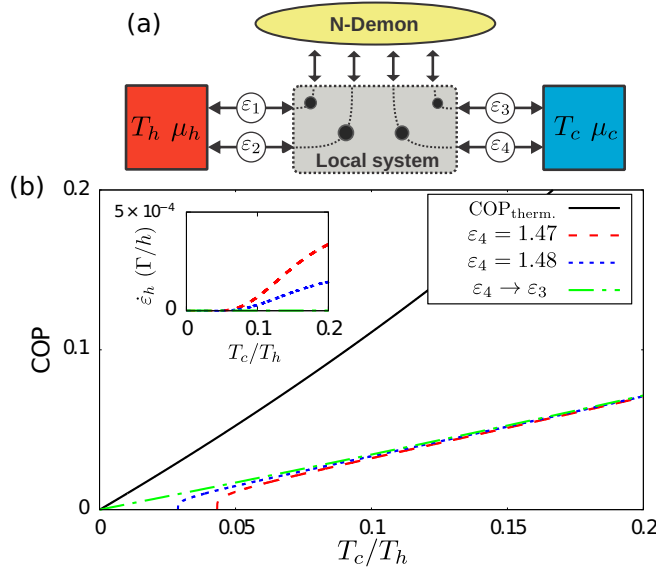 (a)
N-Demon
T_h μ_h
ε_1
ε_2
Local system
ε_3
ε_4
T_c μ_c
(b)
COP
0.2
0.1
0
0
0.05
0.1
0.15
0.2
T_c/T_h
COP_therm.
ε_4 = 1.47
ε_4 = 1.48
ε_4 → ε_3
5×10^-4
ε̇_h (Γ/h)
0
0
0.1
0.2
T_c/T_h